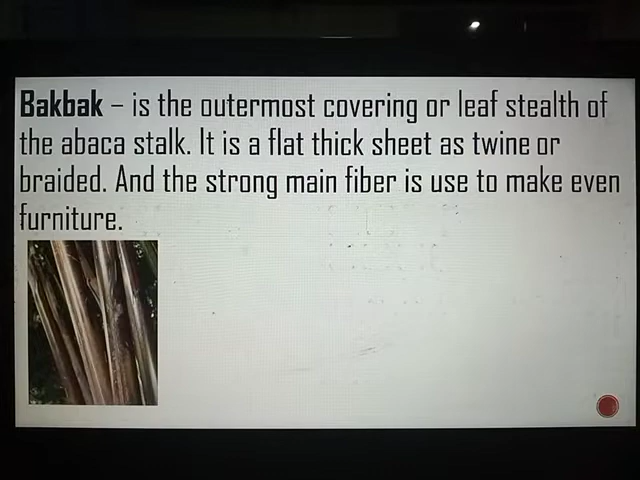 Bakbak – is the outermost covering or leaf stealth of
the abaca stalk. It is a flat thick sheet as twine or
braided. And the strong main fiber is use to make even
furniture.